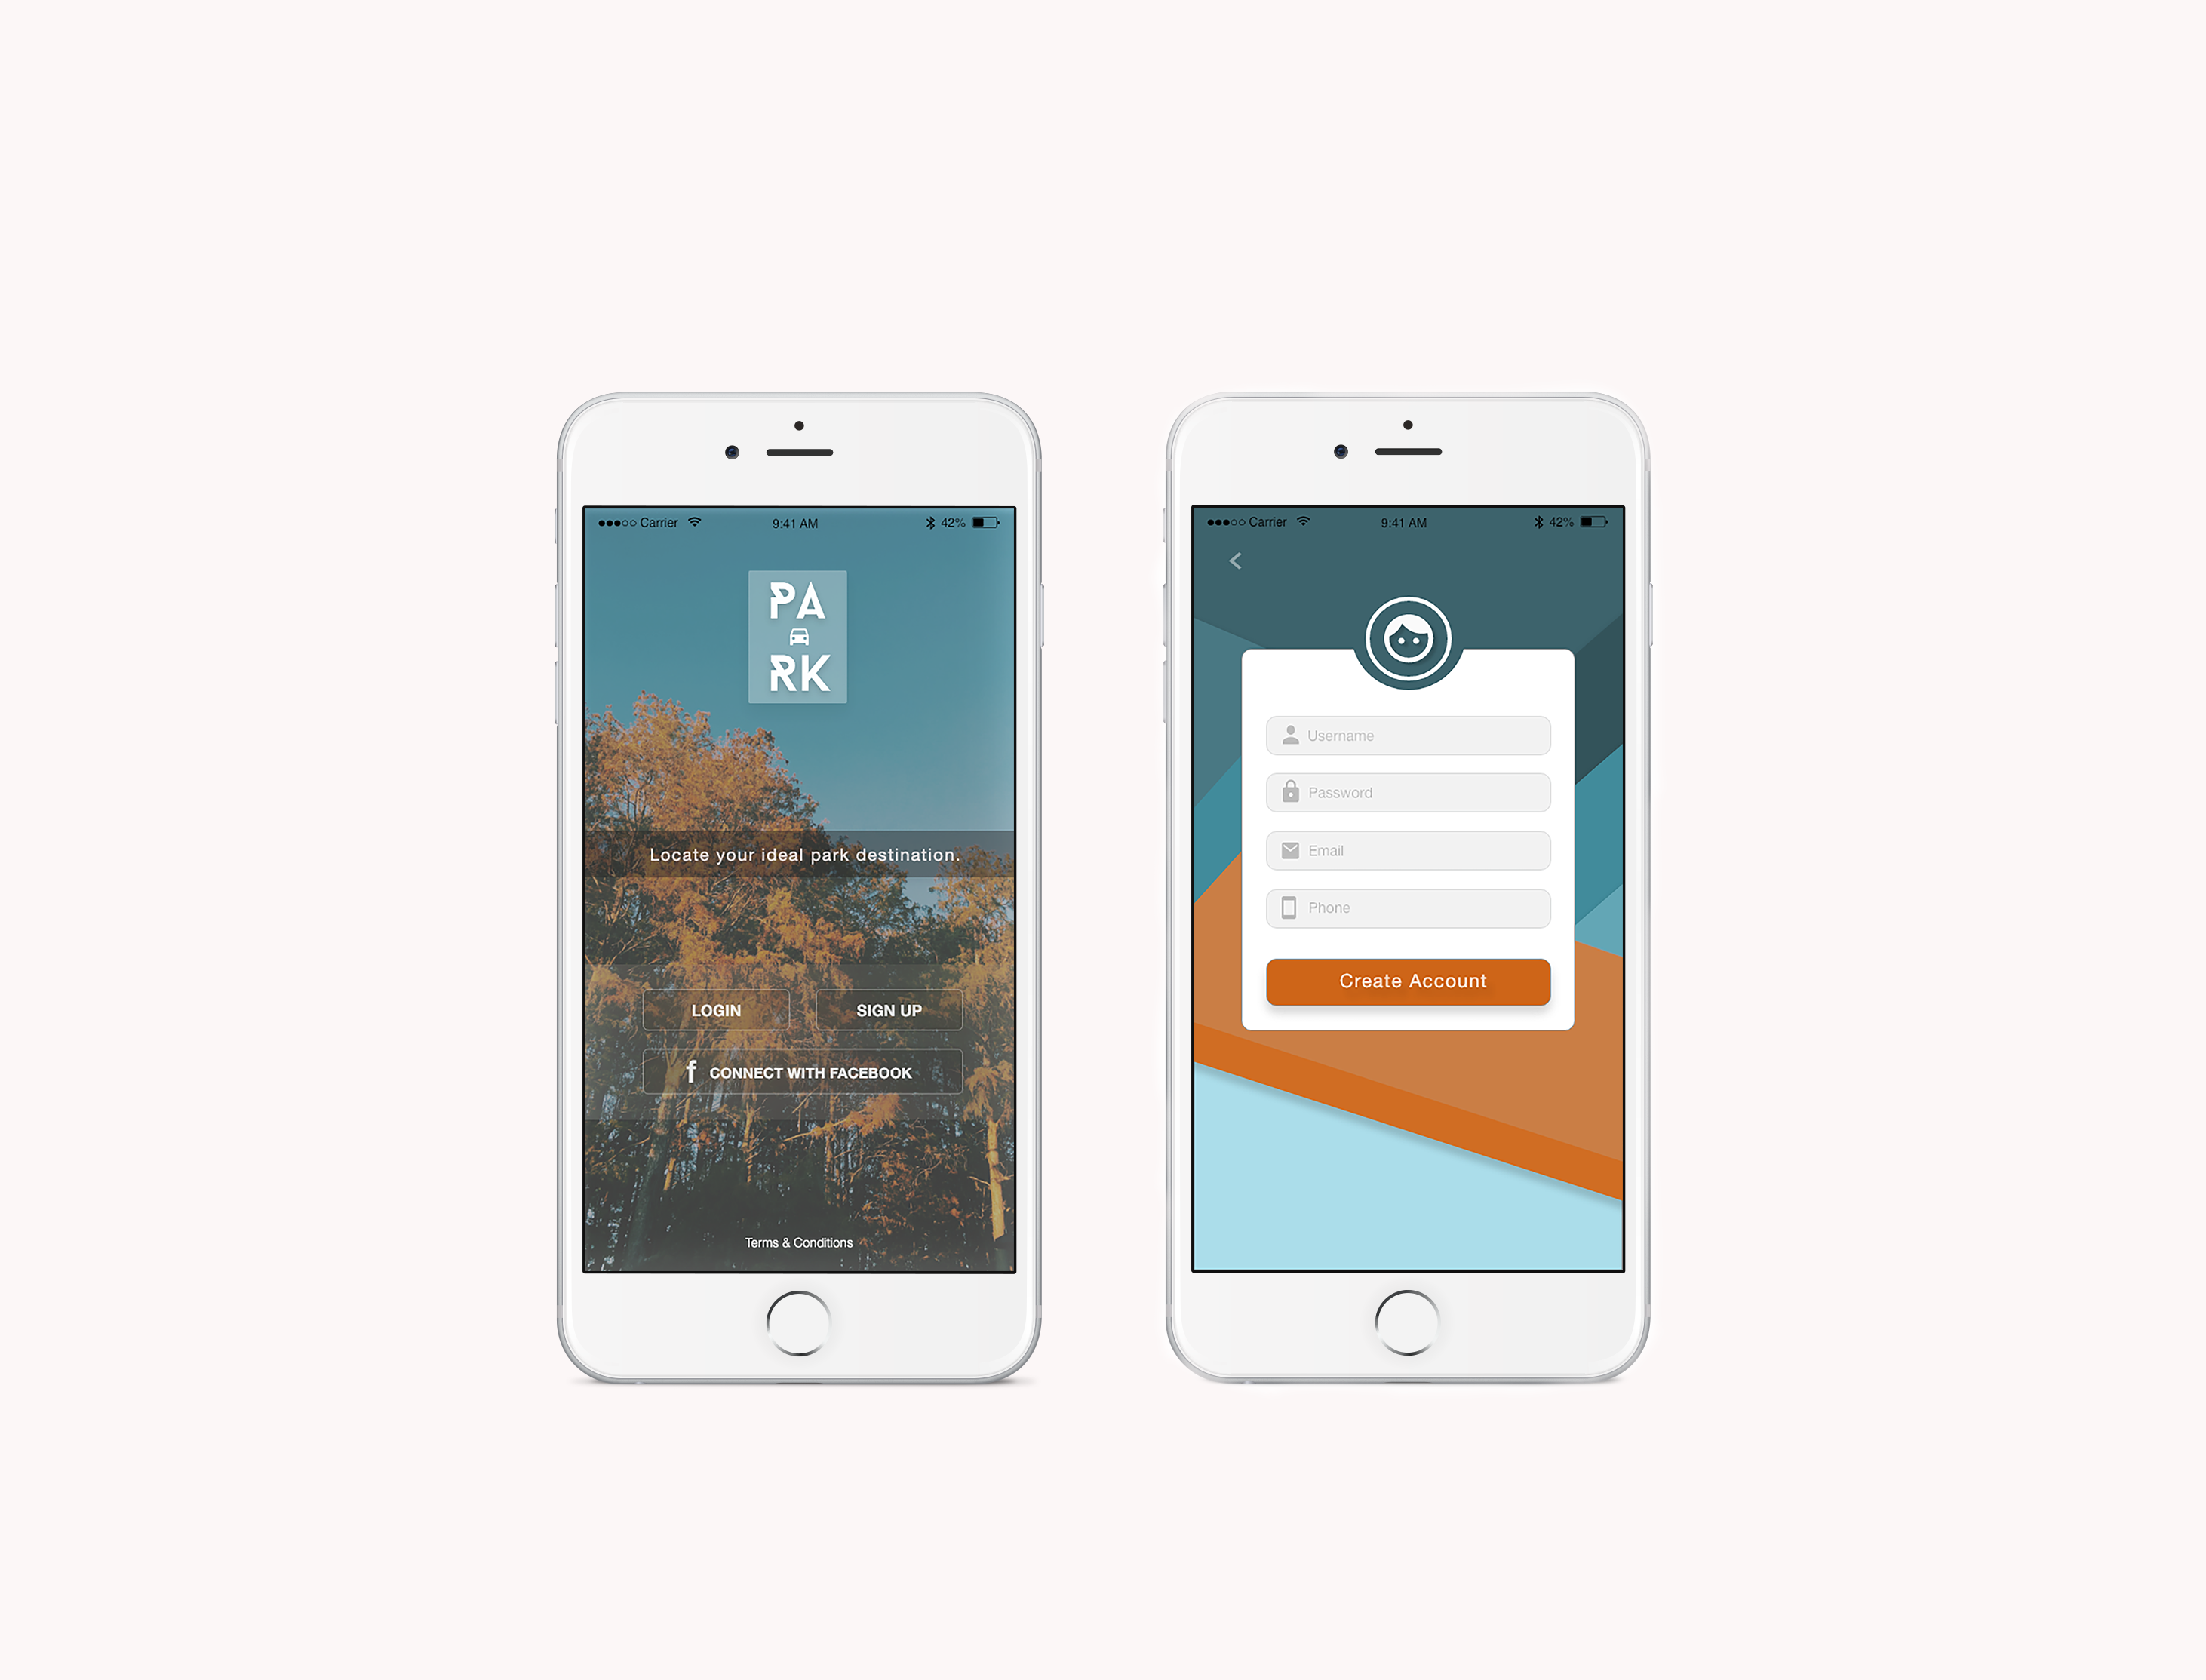 Carrier 9:41 AM 42%
PA
RK
Locate your ideal park destination.
LOGIN SIGN UP
f CONNECT WITH FACEBOOK
Terms & Conditions
Carrier 9:41 AM 42%
Username
Password
Email
Phone
Create Account